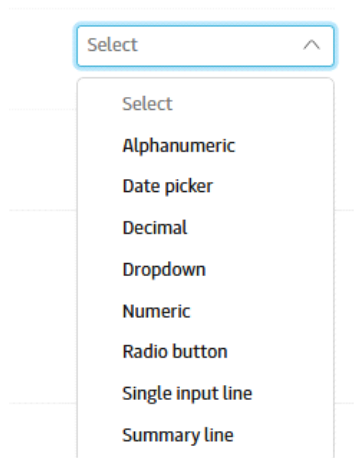 Select
Select
Alphanumeric
Date picker
Decimal
Dropdown
Numeric
Radio button
Single input line
Summary line